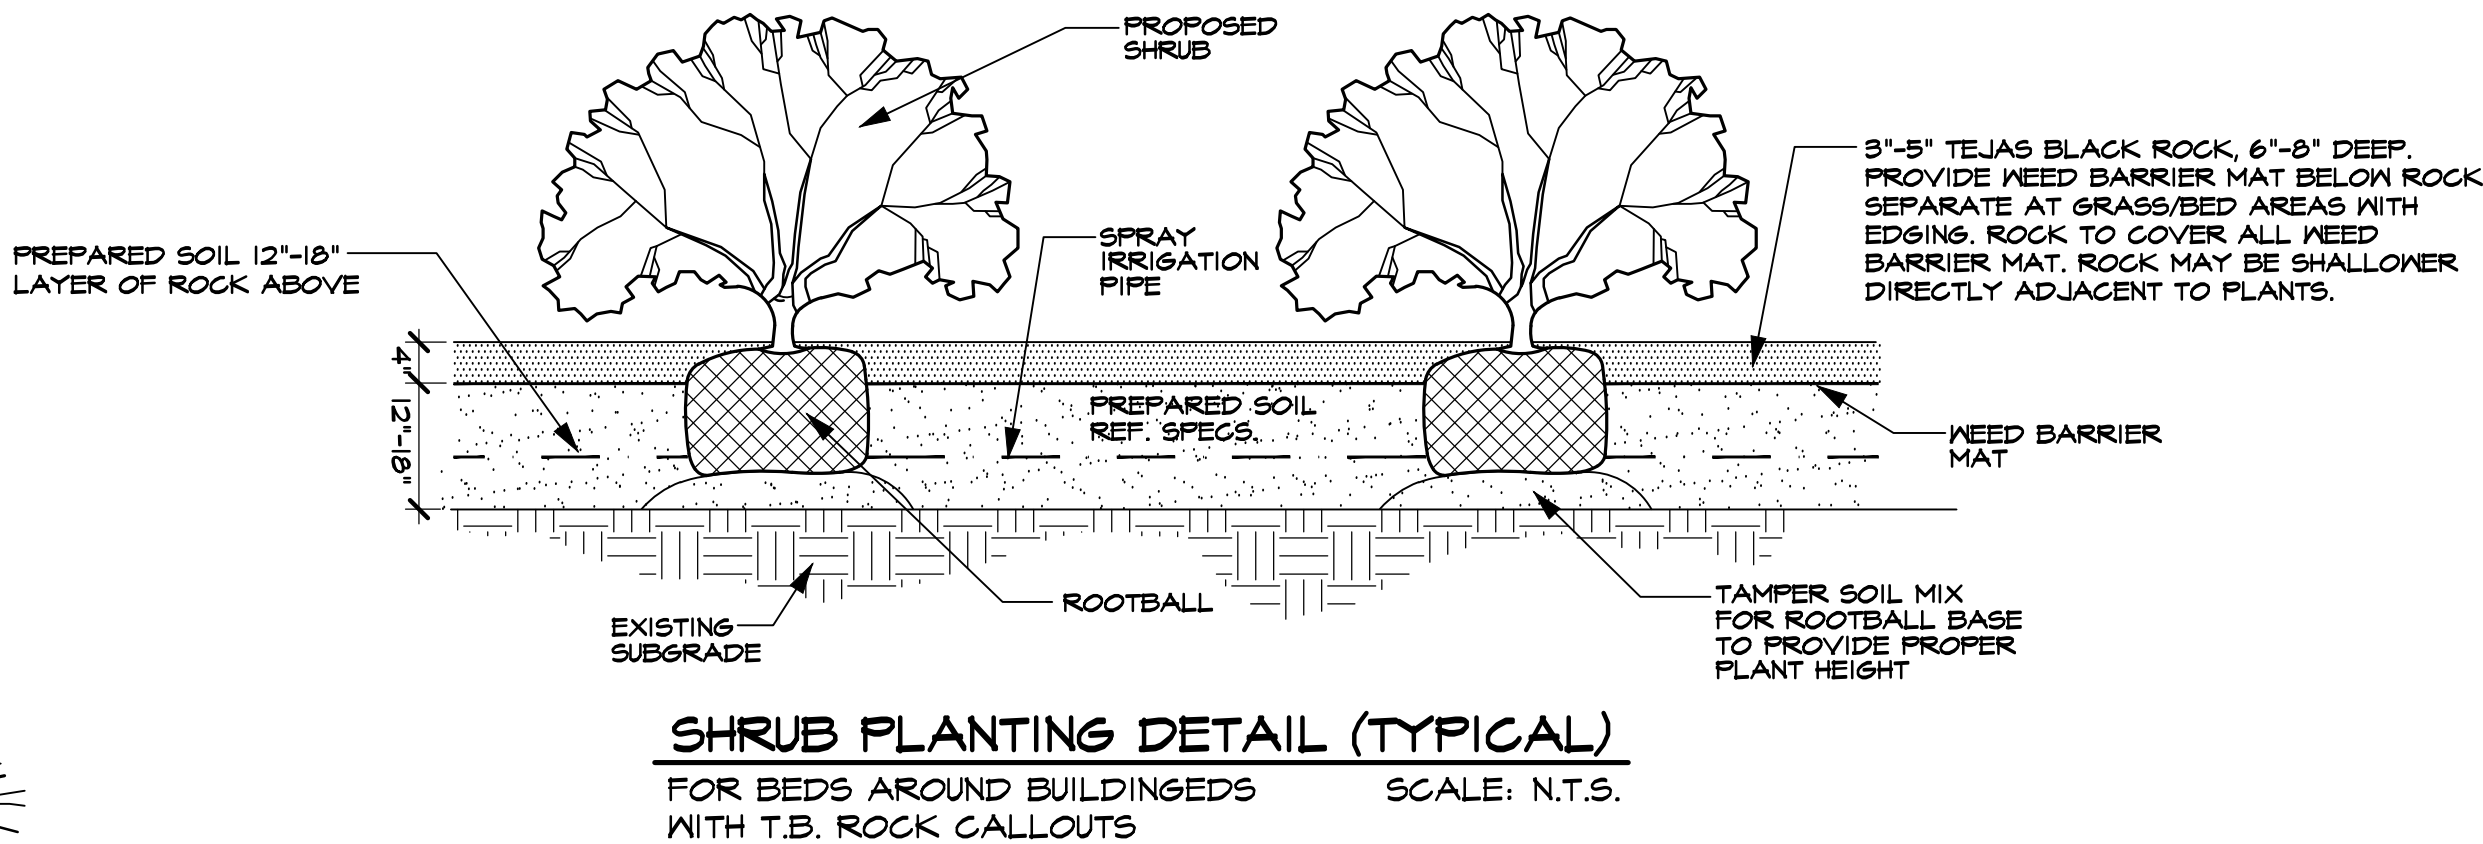 PROPOSED
SHRUB
3"-5" TEJAS BLACK ROCK, 6"-8" DEEP.
PROVIDE WEED BARRIER MAT BELOW ROCK
SEPARATE AT GRASS/BED AREAS WITH
EDGING. ROCK TO COVER ALL WEED
BARRIER MAT. ROCK MAY BE SHALLOWER
DIRECTLY ADJACENT TO PLANTS.
PREPARED SOIL 12"-18"
LAYER OF ROCK ABOVE
SPRAY
IRRIGATION
PIPE
4"
12"-18"
PREPARED SOIL
REF. SPECS.
WEED BARRIER
MAT
ROOTBALL
EXISTING
SUBGRADE
TAMPER SOIL MIX
FOR ROOTBALL BASE
TO PROVIDE PROPER
PLANT HEIGHT
SHRUB PLANTING DETAIL (TYPICAL)
FOR BEDS AROUND BUILDINGEDS
WITH T.B. ROCK CALLOUTS
SCALE: N.T.S.